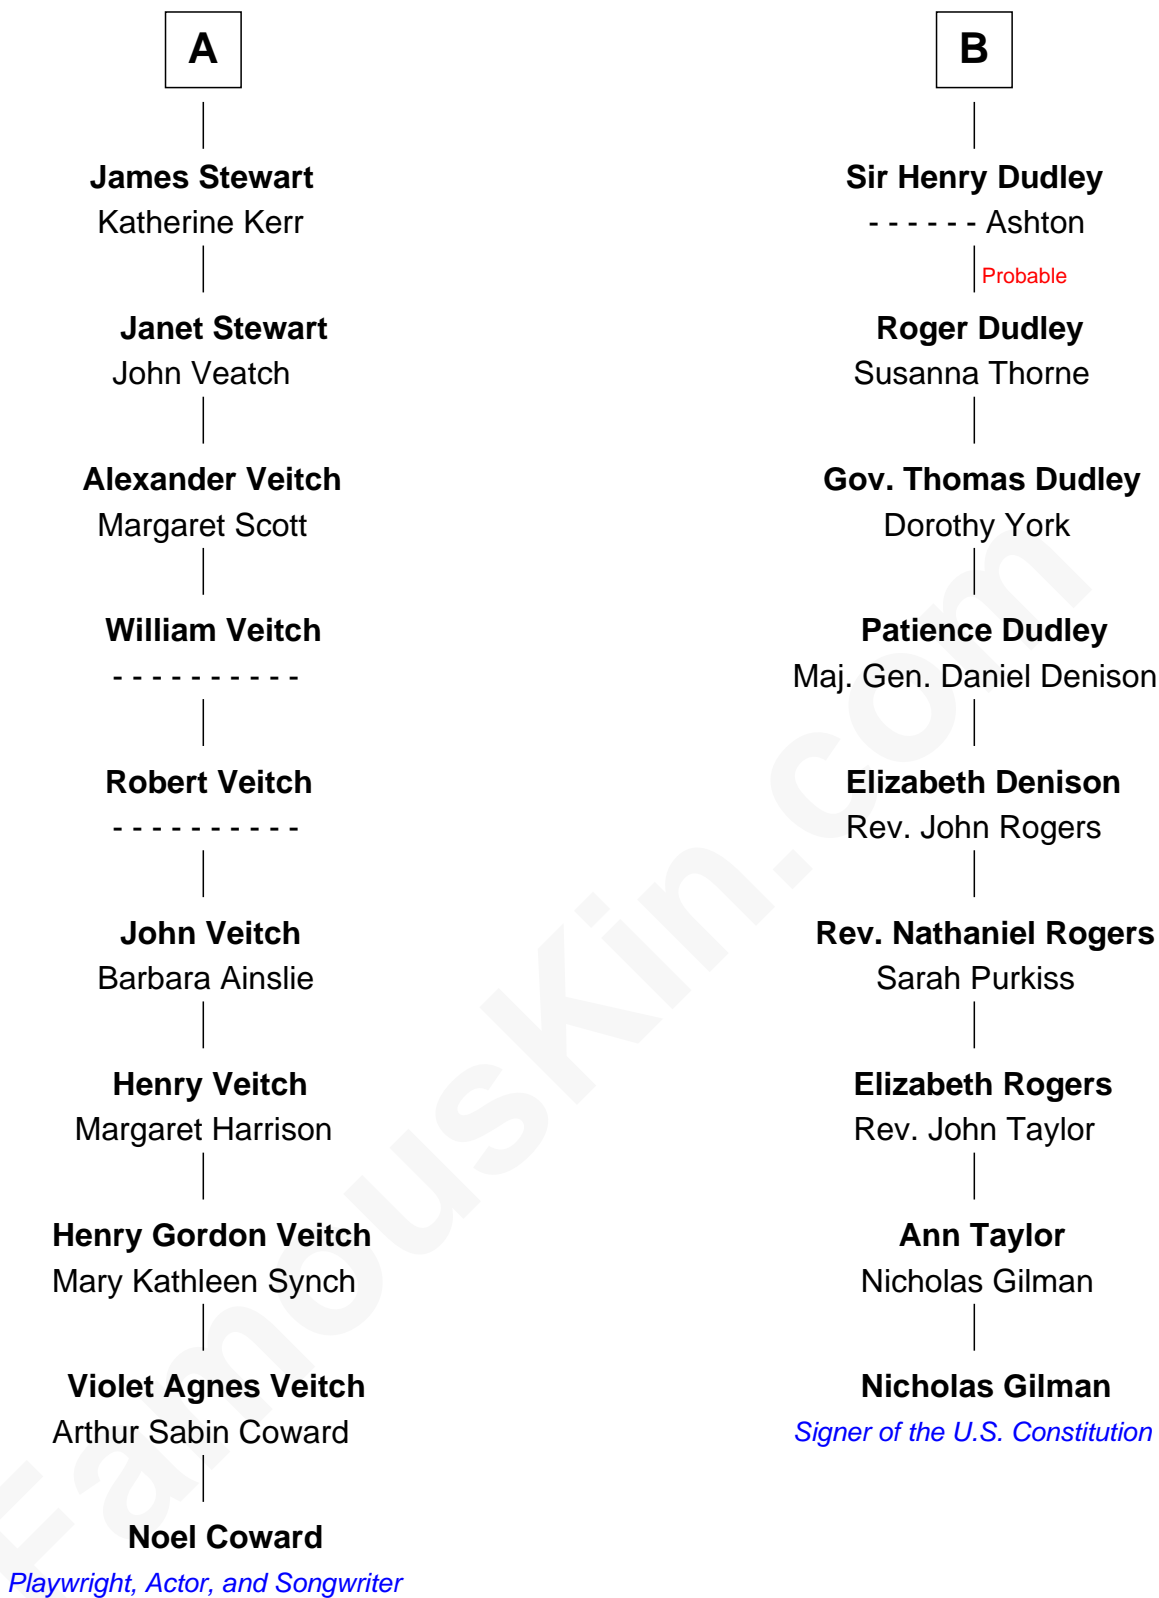 A
James Stewart
Katherine Kerr
Janet Stewart
John Veatch
Alexander Veitch
Margaret Scott
William Veitch
- - - - - - - - - -
Robert Veitch
- - - - - - - - - -
John Veitch
Barbara Ainslie
Henry Veitch
Margaret Harrison
Henry Gordon Veitch
Mary Kathleen Synch
Violet Agnes Veitch
Arthur Sabin Coward
Noel Coward
Playwright, Actor, and Songwriter
B
Sir Henry Dudley
- - - - - - Ashton
Probable
Roger Dudley
Susanna Thorne
Gov. Thomas Dudley
Dorothy York
Patience Dudley
Maj. Gen. Daniel Denison
Elizabeth Denison
Rev. John Rogers
Rev. Nathaniel Rogers
Sarah Purkiss
Elizabeth Rogers
Rev. John Taylor
Ann Taylor
Nicholas Gilman
Nicholas Gilman
Signer of the U.S. Constitution
FamousKin.com